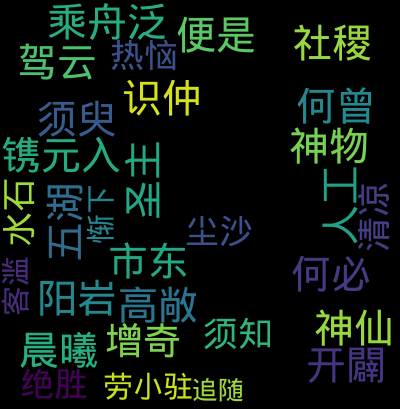 乘舟泛
便是
社稷
驾云
热恼
识仲
何曾
须臾
神物
镌元入
圣主
人工
清凉
水石
五湖
惭下
尘沙
市东
客滥
何必
阳岩
高敞
神仙
增奇
须知
晨曦
开闢
绝胜
劳小驻
追随